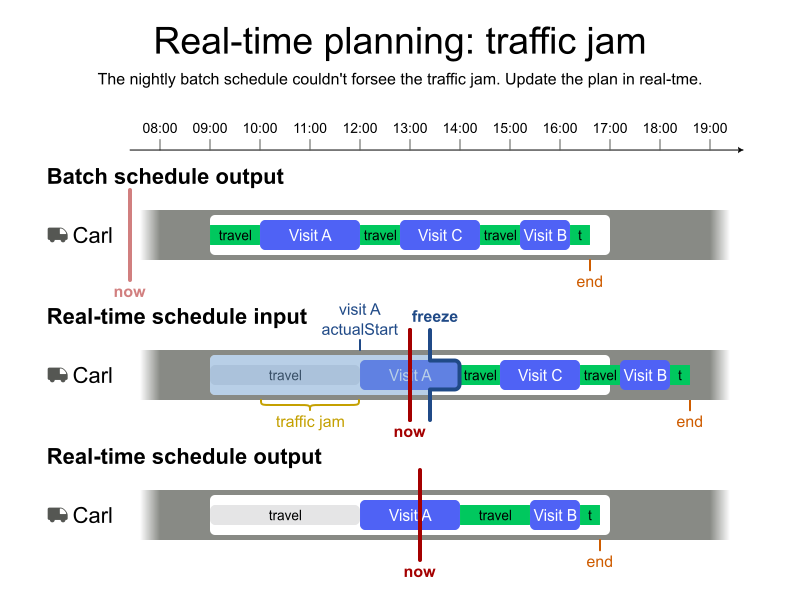 Real-time planning: traffic jam
The nightly batch schedule couldn't forsee the traffic jam. Update the plan in real-tme.
08:00 09:00 10:00 11:00 12:00 13:00 14:00 15:00 16:00 17:00 18:00 19:00
Batch schedule output
Carl travel Visit A travel Visit C travel Visit B t
end
now
Real-time schedule input
visit A
actualStart
freeze
Carl travel Visit A travel Visit C travel Visit B t
traffic jam
end
now
Real-time schedule output
Carl travel Visit A travel Visit B t
end
now